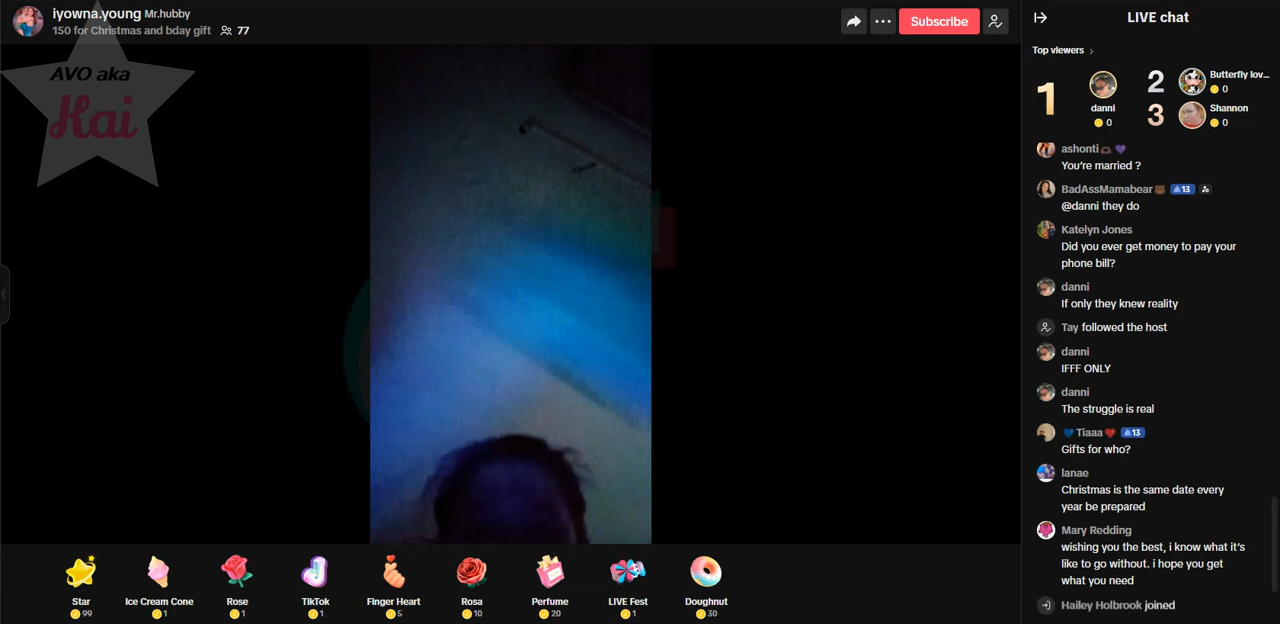 iyowna.young Mr.hubby
150 for Christmas and bday gift 77
Subscribe
AVO aka
Kai
LIVE chat
Top viewers
1
danni
0
2
Butterfly lov...
0
3
Shannon
0
ashonti
You're married ?
BadAssMamabear 13
@danni they do
Katelyn Jones
Did you ever get money to pay your
phone bill?
danni
If only they knew reality
Tay followed the host
danni
IFFF ONLY
danni
The struggle is real
Tiaaa 13
Gifts for who?
lanae
Christmas is the same date every
year be prepared
Mary Redding
wishing you the best, i know what it's
like to go without. i hope you get
what you need
Hailey Holbrook joined
Star
99
Ice Cream Cone
1
Rose
1
TikTok
1
Finger Heart
5
Rosa
10
Perfume
20
LIVE Fest
1
Doughnut
30